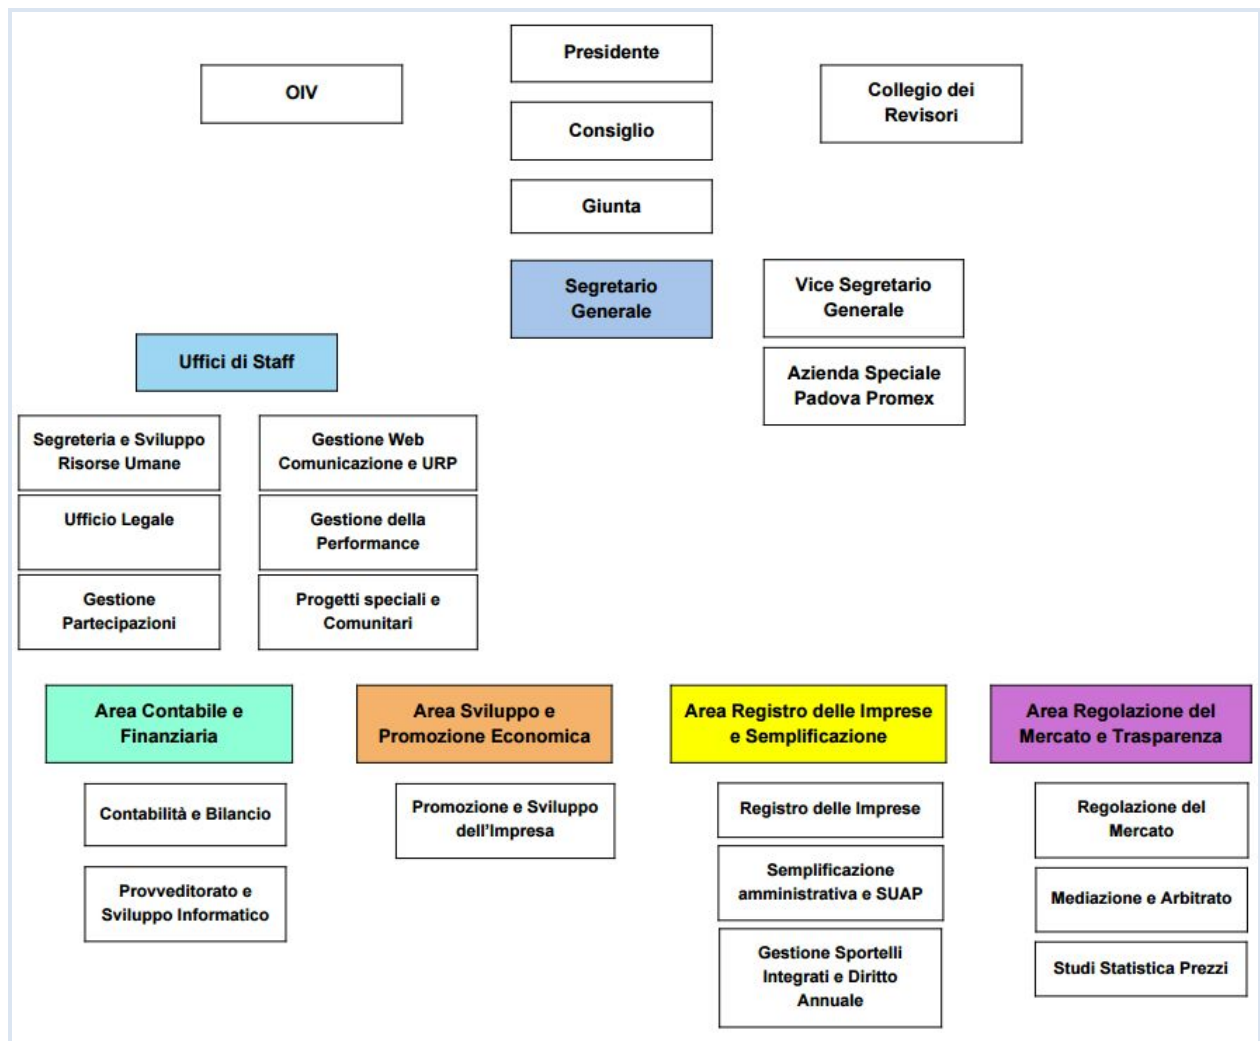 Presidente
OIV
Collegio dei
Revisori
Consiglio
Giunta
Segretario
Generale
Vice Segretario
Generale
Uffici di Staff
Azienda Speciale
Padova Promex
Segreteria e Sviluppo
Risorse Umane
Gestione Web
Comunicazione e URP
Ufficio Legale
Gestione della
Performance
Gestione
Partecipazioni
Progetti speciali e
Comunitari
Area Contabile e
Finanziaria
Area Sviluppo e
Promozione Economica
Area Registro delle Imprese
e Semplificazione
Area Regolazione del
Mercato e Trasparenza
Contabilità e Bilancio
Provveditorato e
Sviluppo Informatico
Promozione e Sviluppo
dell'Impresa
Registro delle Imprese
Semplificazione
amministrativa e SUAP
Gestione Sportelli
Integrati e Diritto
Annuale
Regolazione del
Mercato
Mediazione e Arbitrato
Studi Statistica Prezzi